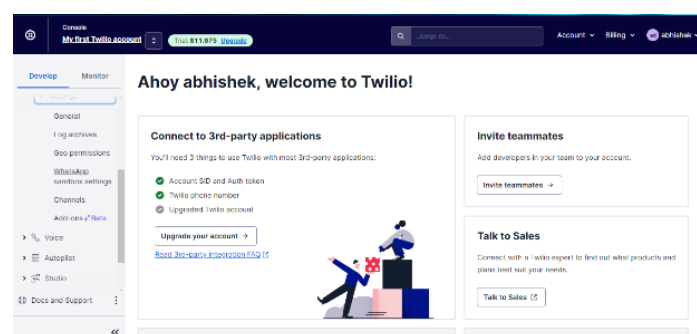 Console
My first Twilio account
Trial: $11.675 Upgrade
Jump to...
Account
Billing
abhishek
Develop
Monitor
General
Log archives
Geo permissions
WhatsApp
sandbox settings
Channels
Add-ons Beta
Voice
Autopilot
Studio
Docs and Support
Ahoy abhishek, welcome to Twilio!
Connect to 3rd-party applications
You'll need 3 things to use Twilio with most 3rd-party applications:
Account SID and Auth token
Twilio phone number
Upgraded Twilio account
Upgrade your account →
Read 3rd-party integration FAQ
Invite teammates
Add developers in your team to your account.
Invite teammates →
Talk to Sales
Connect with a Twilio expert to find out what products and
plans best suit your needs.
Talk to Sales